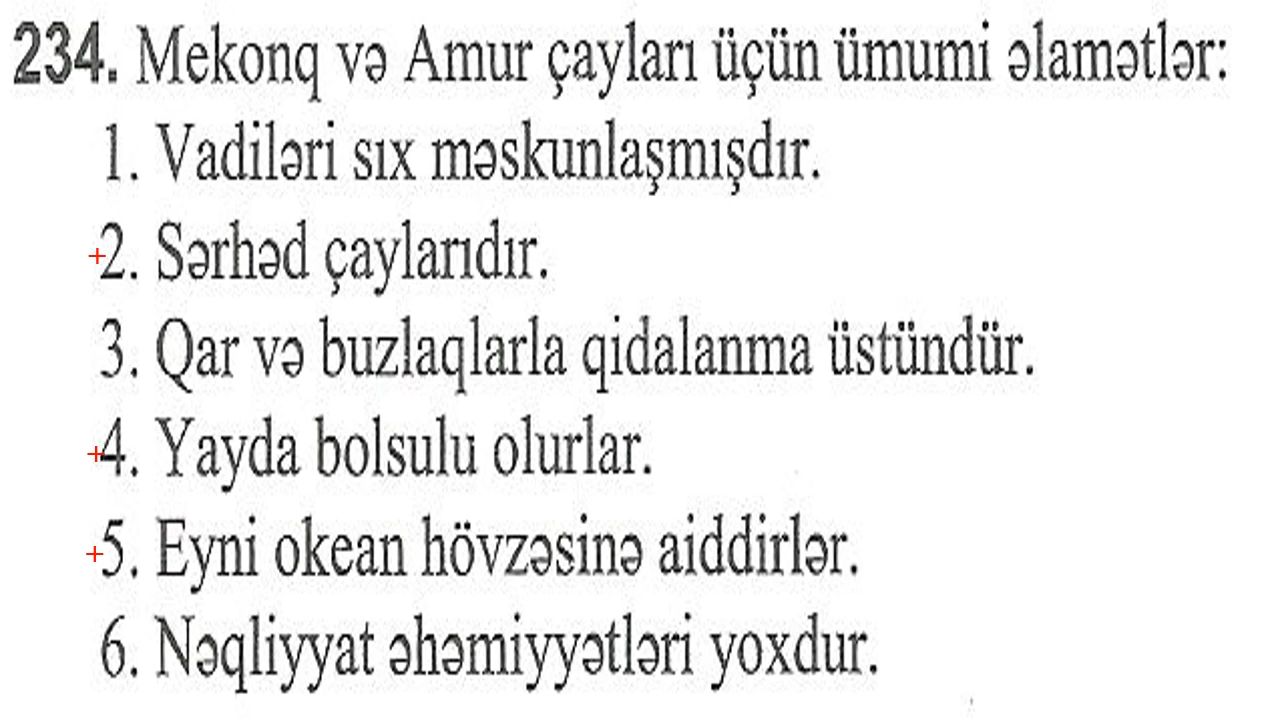 234. Mekonq və Amur çayları üçün ümumi əlamətlər:
1. Vadiləri sıx məskunlaşmışdır.
+2. Sərhəd çaylarıdır.
3. Qar və buzlaqlarla qidalanma üstündür.
+4. Yayda bolsulu olurlar.
+5. Eyni okean hövzəsinə aiddirlər.
6. Nəqliyyat əhəmiyyətləri yoxdur.